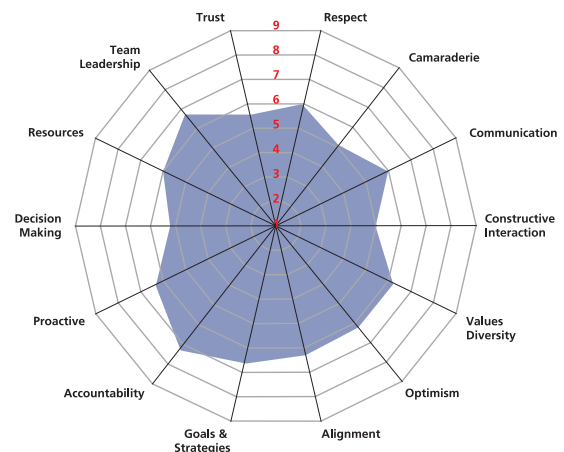 Trust
Respect
Camaraderie
Communication
Constructive
Interaction
Values
Diversity
Optimism
Alignment
Goals &
Strategies
Accountability
Proactive
Decision
Making
Resources
Team
Leadership
9
8
7
6
5
4
3
2
1